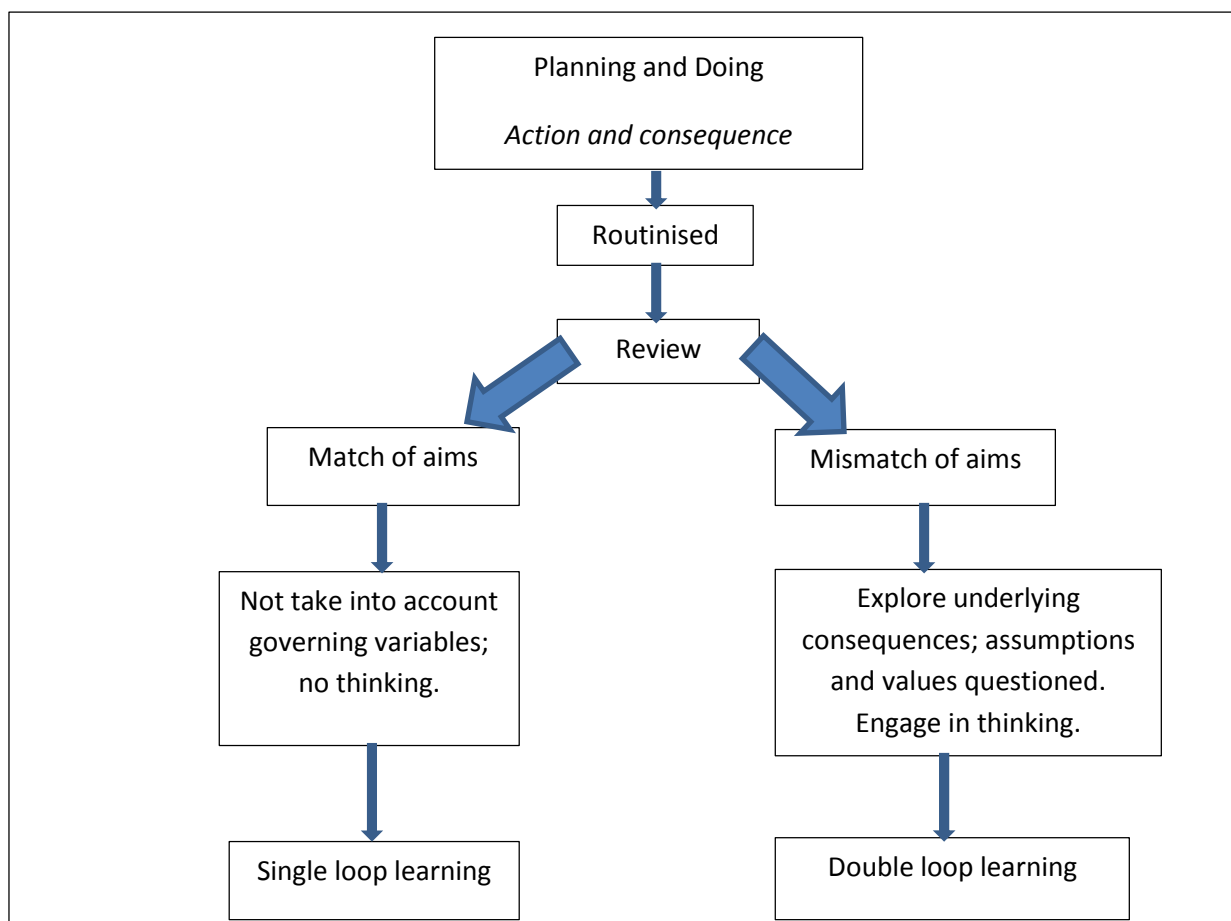 Planning and Doing
Action and consequence
Routinised
Review
Match of aims
Mismatch of aims
Not take into account
governing variables;
no thinking.
Explore underlying
consequences; assumptions
and values questioned.
Engage in thinking.
Single loop learning
Double loop learning